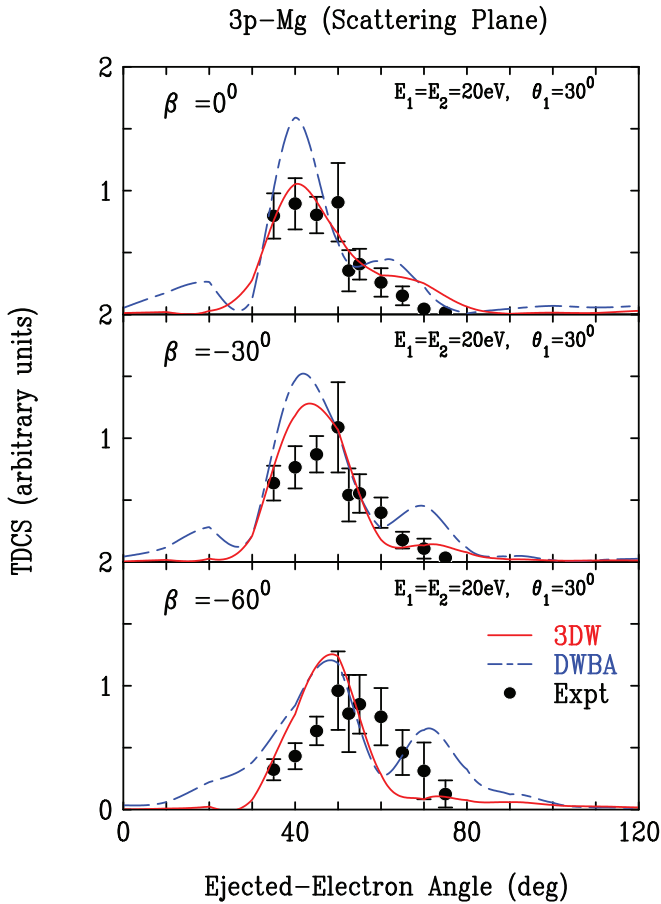 3p-Mg (Scattering Plane)
2
β =0⁰
E₁=E₂=20eV, θ₁=30⁰
1
2
β =-30⁰
E₁=E₂=20eV, θ₁=30⁰
1
2
β =-60⁰
E₁=E₂=20eV, θ₁=30⁰
3DW
DWBA
Expt
1
0
0 40 80 120
TDCS (arbitrary units)
Ejected-Electron Angle (deg)